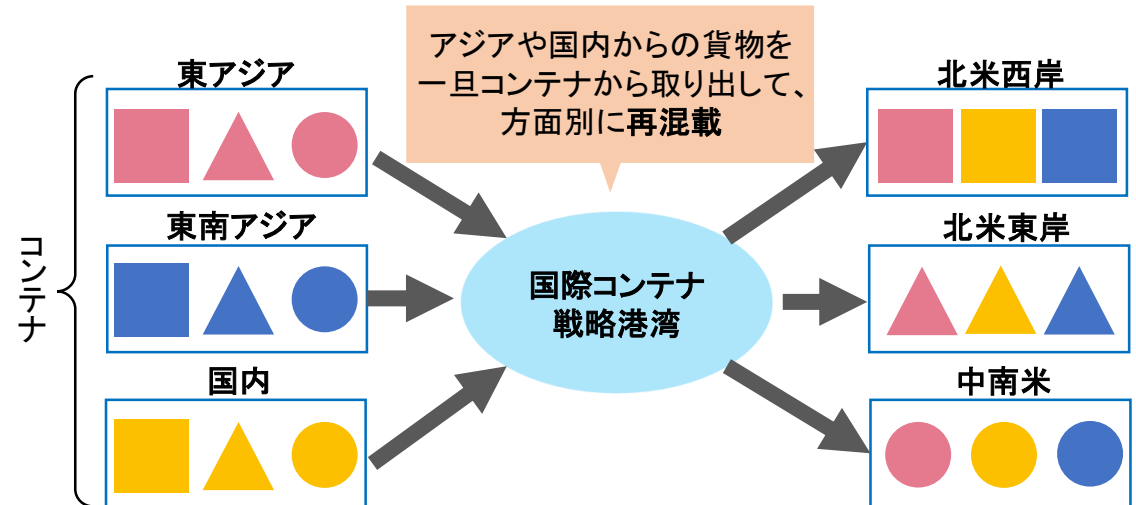 アジアや国内からの貨物を
一旦コンテナから取り出して、
方面別に再混載
東アジア
北米西岸
東南アジア
北米東岸
コンテナ
国際コンテナ
戦略港湾
国内
中南米